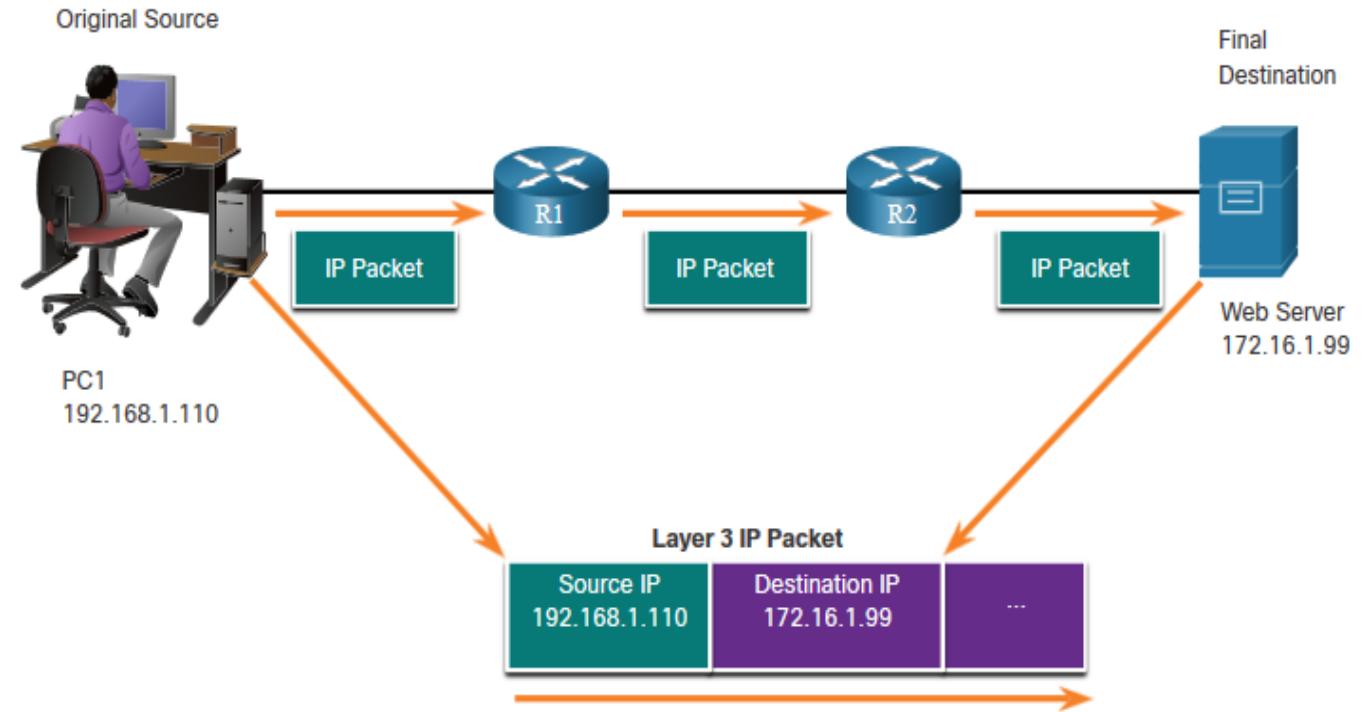 Original Source
Final
Destination
R1
R2
IP Packet
IP Packet
IP Packet
Web Server
172.16.1.99
PC1
192.168.1.110
Layer 3 IP Packet
Source IP
192.168.1.110
Destination IP
172.16.1.99
...